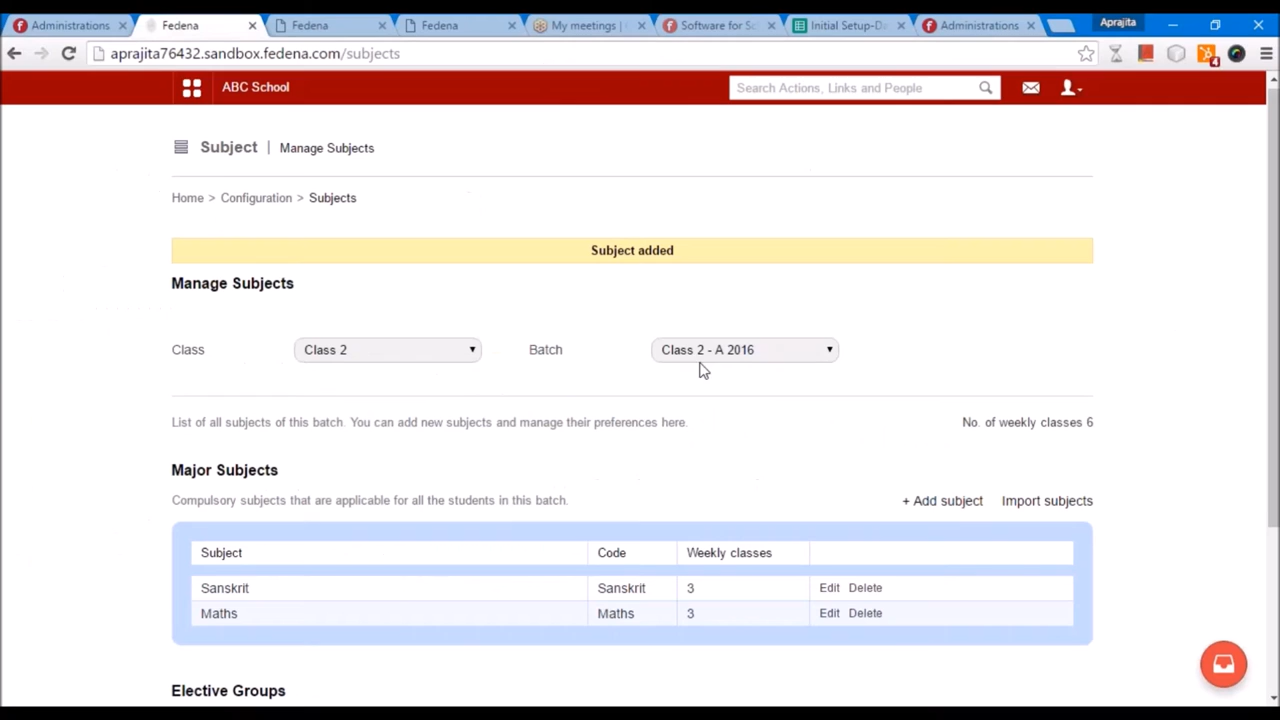 Administrations
Fedena
Fedena
Fedena
My meetings |
Software for Sc
Initial Setup-De
Administrations
Aprajita
aprajita76432.sandbox.fedena.com/subjects
4
ABC School
Search Actions, Links and People
Subject | Manage Subjects
Home > Configuration > Subjects
Subject added
Manage Subjects
Class Class 2 Batch Class 2 - A 2016
List of all subjects of this batch. You can add new subjects and manage their preferences here. No. of weekly classes 6
Major Subjects
Compulsory subjects that are applicable for all the students in this batch. + Add subject Import subjects
Subject Code Weekly classes
Sanskrit Sanskrit 3 Edit Delete
Maths Maths 3 Edit Delete
Elective Groups